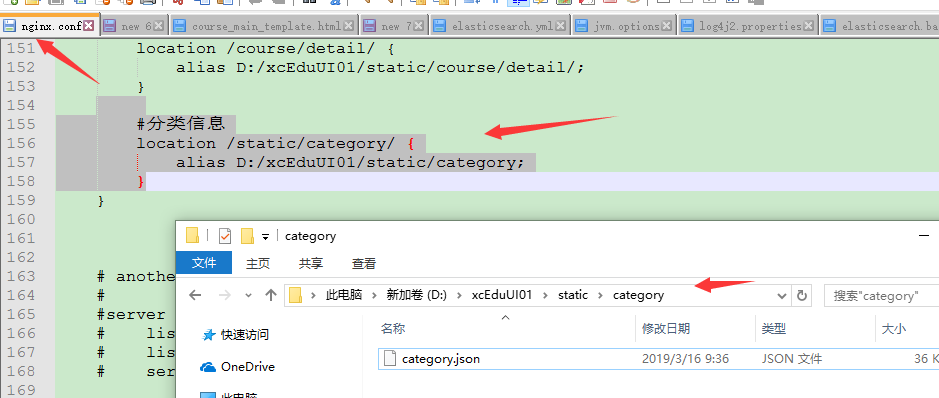 nginx.conf new 6 course_main_template.html new 7 elasticsearch.yml jvm.options log4j2.properties elasticsearch.ba
151 location /course/detail/ {
152 alias D:/xcEduUI01/static/course/detail/;
153 }
154
155 #分类信息
156 location /static/category/ {
157 alias D:/xcEduUI01/static/category;
158 }
159 }
160
161
162
163 # anothe
164 #
165 #server
166 # lis
167 # lis
168 # ser
169
category
文件 主页 共享 查看
此电脑 新加卷 (D:) xcEduUI01 static category 搜索"category"
名称 修改日期 类型 大小
快速访问
category.json 2019/3/16 9:36 JSON 文件 36 K
OneDrive
此电脑